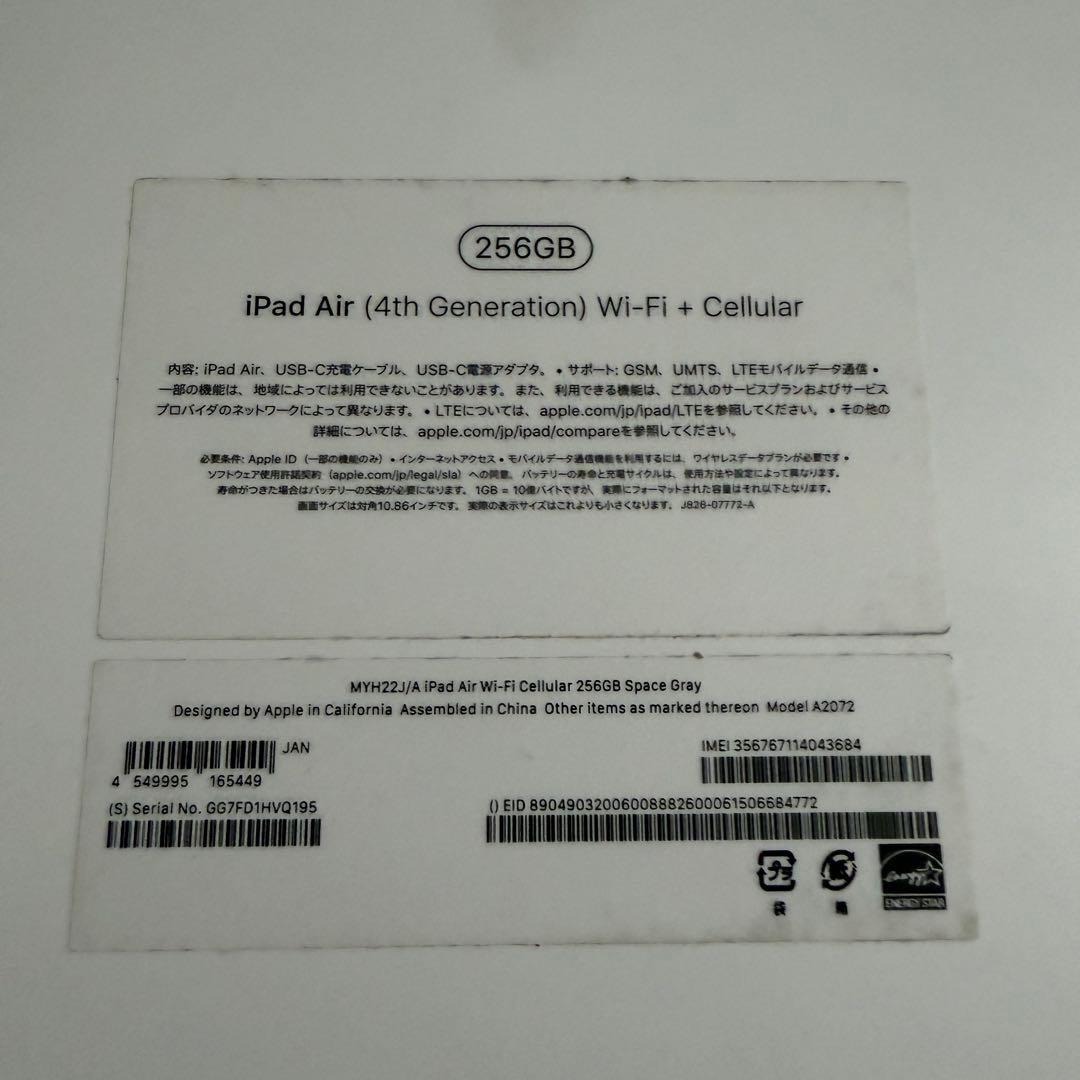 256GB
iPad Air (4th Generation) Wi-Fi + Cellular
内容: iPad Air、USB-C充電ケーブル、USB-C電源アダプタ。 • サポート: GSM、UMTS、LTEモバイルデータ通信 •
一部の機能は、地域によっては利用できないことがあります。また、利用できる機能は、ご加入のサービスプランおよびサービス
プロバイダのネットワークによって異なります。 • LTEについては、apple.com/jp/ipad/LTEを参照してください。 • その他の
詳細については、apple.com/jp/ipad/compareを参照してください。
必要条件: Apple ID（一部の機能のみ） • インターネットアクセス • モバイルデータ通信機能を利用するには、ワイヤレスデータプランが必要です •
ソフトウェア使用許諾契約（apple.com/jp/legal/sla）への同意。バッテリーの寿命と充電サイクルは、使用方法や設定によって異なります。
寿命がつきた場合はバッテリーの交換が必要になります。1GB = 10億バイトですが、実際にフォーマットされた容量はそれ以下となります。
画面サイズは対角10.86インチです。実際の表示サイズはこれよりも小さくなります。 J826-07772-A
MYH22J/A iPad Air Wi-Fi Cellular 256GB Space Gray
Designed by Apple in California Assembled in China Other items as marked thereon Model A2072
JAN
4 549995 165449
IMEI 356767114043684
(S) Serial No. GG7FD1HVQ195
() EID 89049032006008882600061506684772
プラ
紙
袋
箱
energy
ENERGY STAR